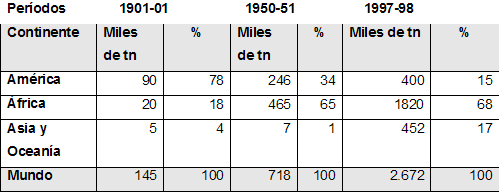 Períodos 1901-01 1950-51 1997-98
Continente Miles de tn % Miles de tn % Miles de tn %
América 90 78 246 34 400 15
Africa 20 18 465 65 1820 68
Asia y Oceanía 5 4 7 1 452 17
Mundo 145 100 718 100 2.672 100